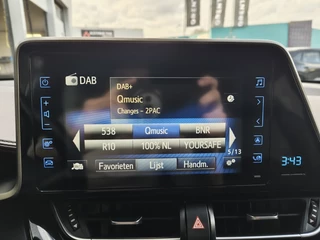 DAB
DAB+
Qmusic
Changes - 2PAC
538 Qmusic BNR
R10 100% NL YOURSAFE
5/13
Favorieten Lijst Handm.
3:43